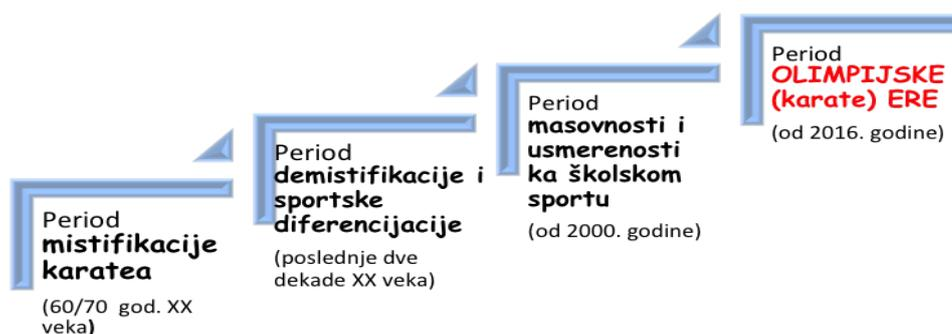 Period
mistifikacije
karatea
(60/70 god. XX
veka)
Period
demistifikacije i
sportske
diferencijacije
(poslednje dve
dekade XX veka)
Period
masovnosti i
usmerenosti
ka školskom
sportu
(od 2000. godine)
Period
OLIMPIJSKE
(karate) ERE
(od 2016. godine)